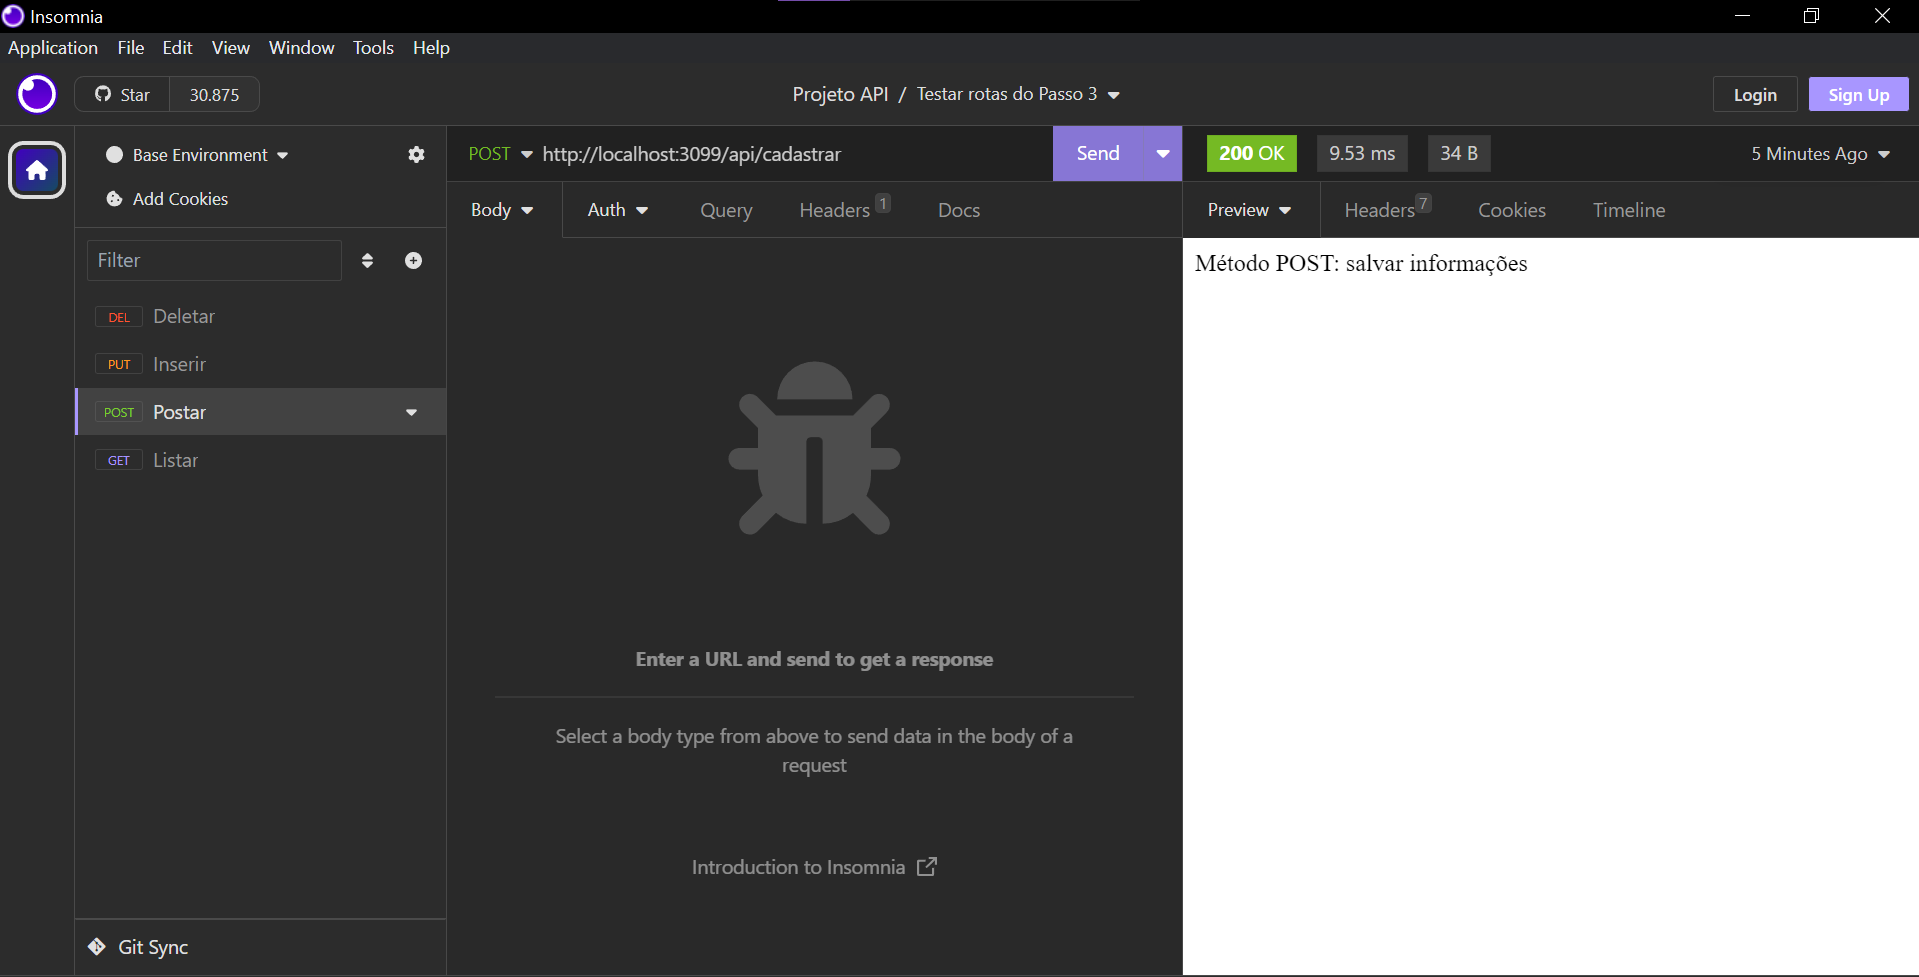 Insomnia
Application File Edit View Window Tools Help
Star 30.875
Projeto API / Testar rotas do Passo 3
Login Sign Up
Base Environment
Add Cookies
Filter
DEL Deletar
PUT Inserir
POST Postar
GET Listar
Git Sync
POST http://localhost:3099/api/cadastrar Send
Body Auth Query Headers 1 Docs
Enter a URL and send to get a response
Select a body type from above to send data in the body of a
request
Introduction to Insomnia
200 OK 9.53 ms 34 B 5 Minutes Ago
Preview Headers 7 Cookies Timeline
Método POST: salvar informações